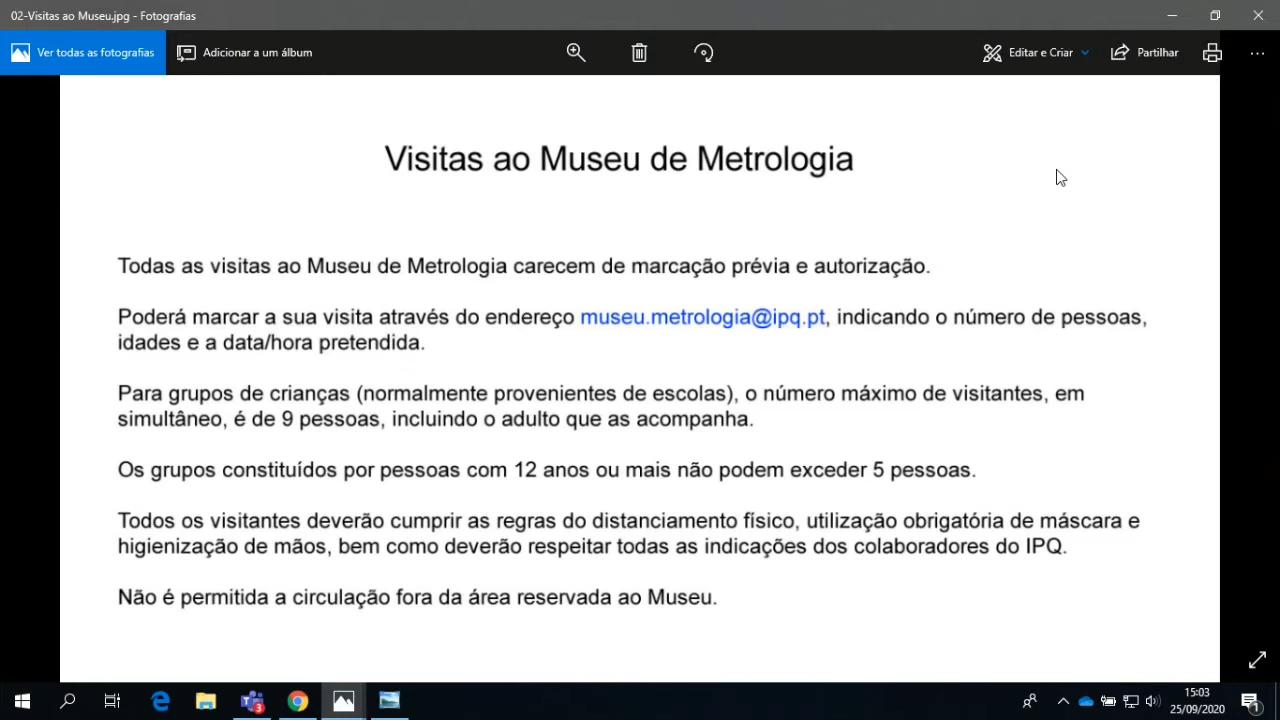 02-Visitas ao Museu.jpg - Fotografias
Ver todas as fotografias
Adicionar a um álbum
Editar e Criar
Partilhar
Visitas ao Museu de Metrologia
Todas as visitas ao Museu de Metrologia carecem de marcação prévia e autorização.
Poderá marcar a sua visita através do endereço museu.metrologia@ipq.pt, indicando o número de pessoas,
idades e a data/hora pretendida.
Para grupos de crianças (normalmente provenientes de escolas), o número máximo de visitantes, em
simultâneo, é de 9 pessoas, incluindo o adulto que as acompanha.
Os grupos constituídos por pessoas com 12 anos ou mais não podem exceder 5 pessoas.
Todos os visitantes deverão cumprir as regras do distanciamento físico, utilização obrigatória de máscara e
higienização de mãos, bem como deverão respeitar todas as indicações dos colaboradores do IPQ.
Não é permitida a circulação fora da área reservada ao Museu.
3
15:03
25/09/2020
1